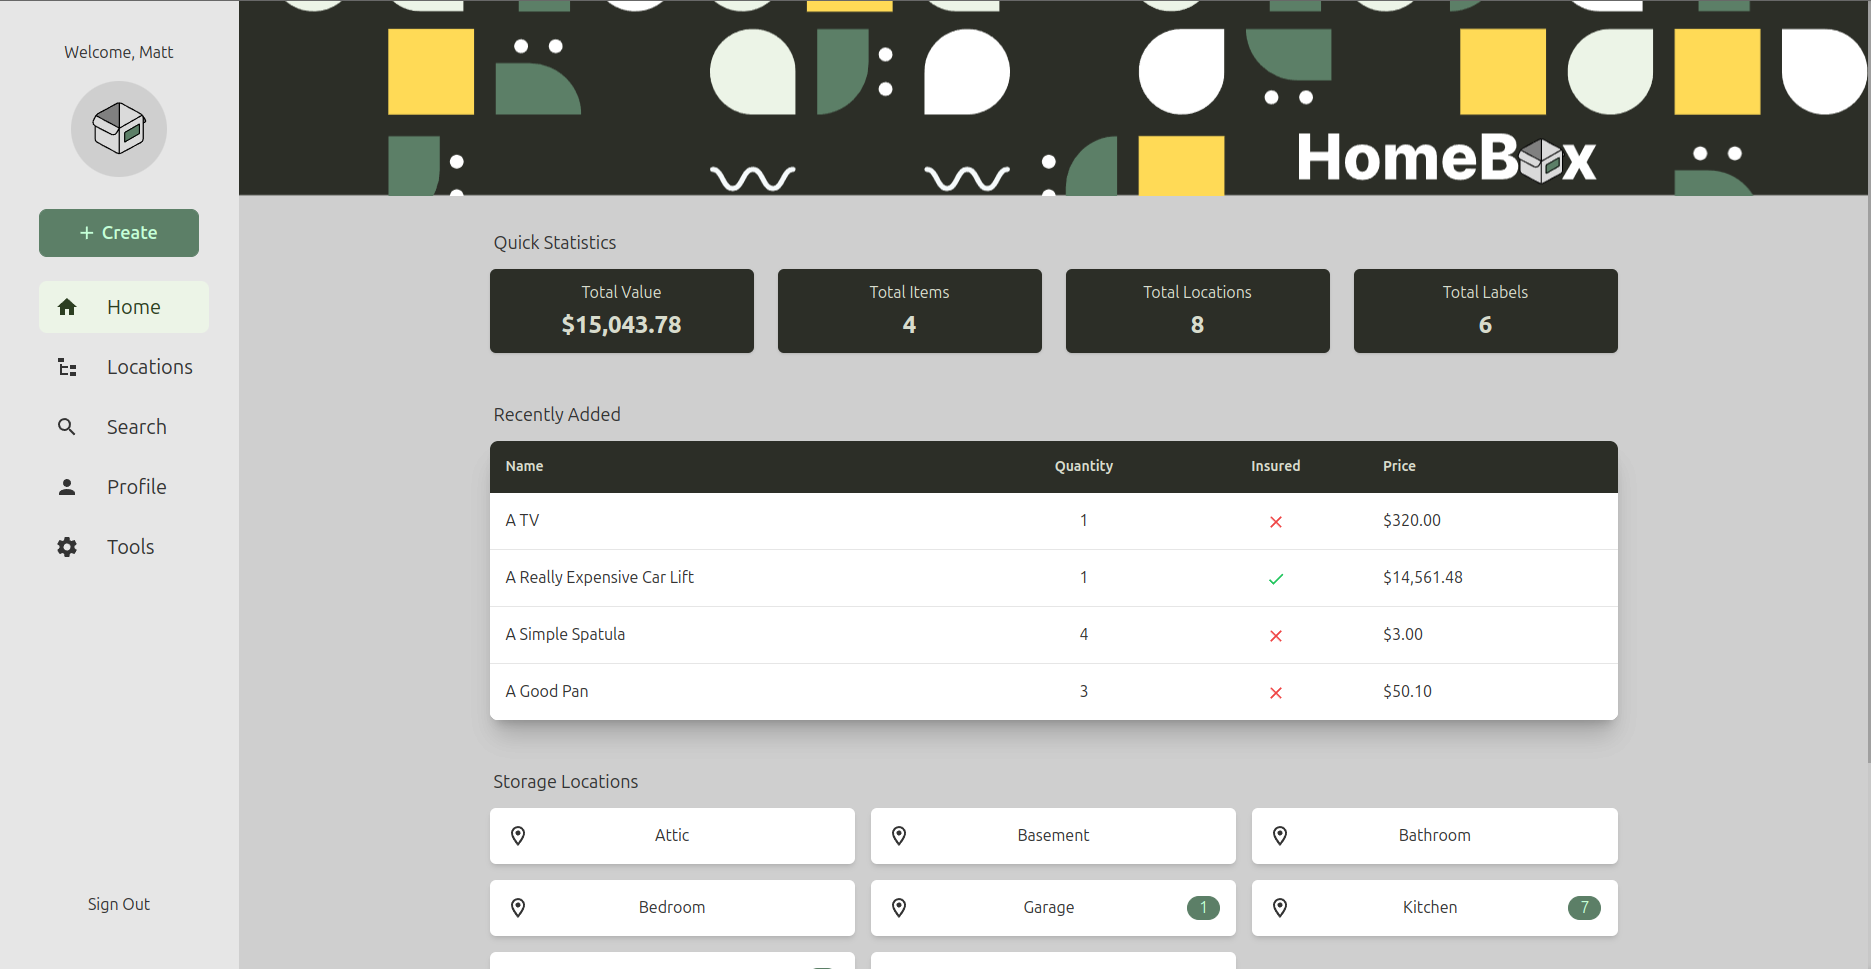 Welcome, Matt
+ Create
Home
Locations
Search
Profile
Tools
Sign Out
HomeBox
Quick Statistics
Total Value
$15,043.78
Total Items
4
Total Locations
8
Total Labels
6
Recently Added
Name Quantity Insured Price
A TV 1 $320.00
A Really Expensive Car Lift 1 $14,561.48
A Simple Spatula 4 $3.00
A Good Pan 3 $50.10
Storage Locations
Attic
Basement
Bathroom
Bedroom
Garage 1
Kitchen 7